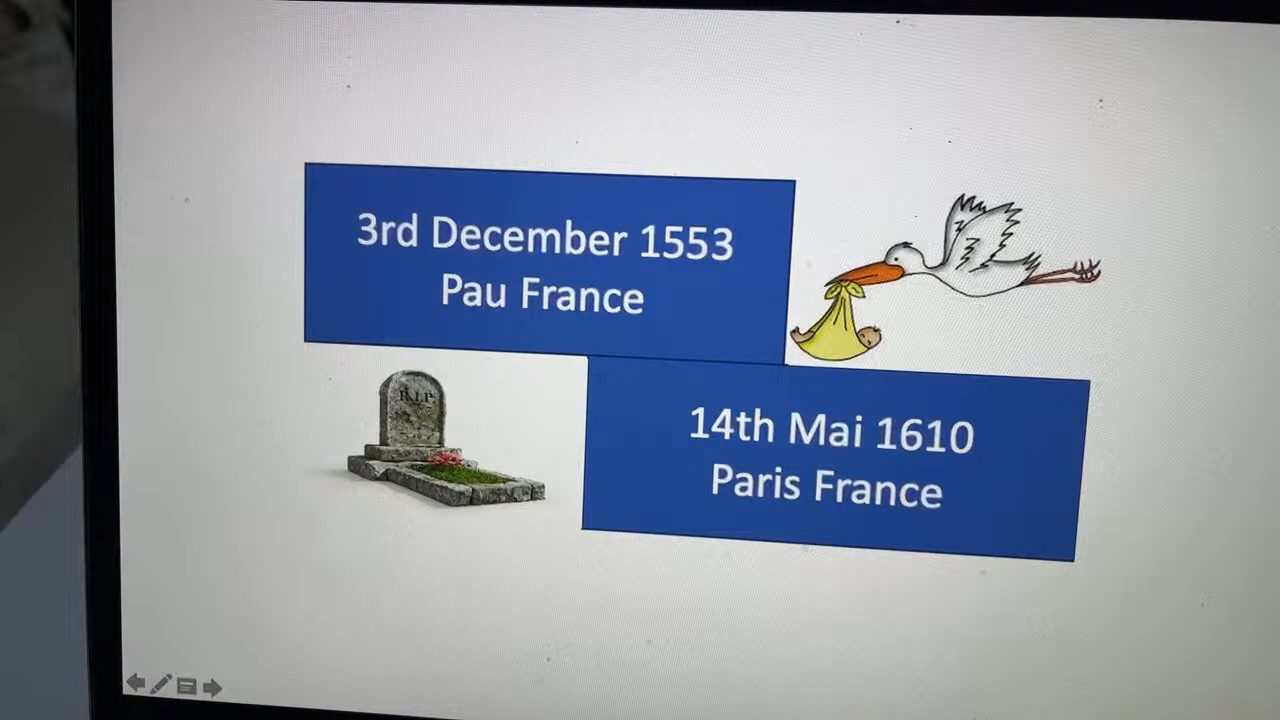 3rd December 1553
Pau France
R.I.P
14th Mai 1610
Paris France